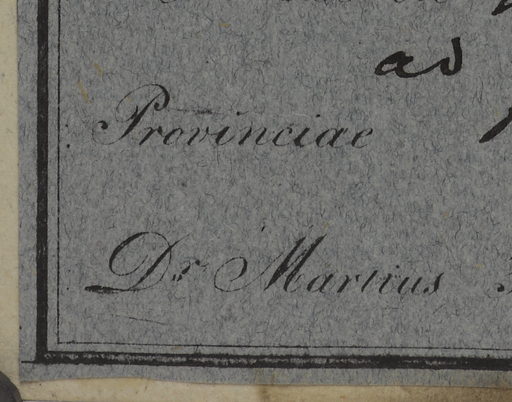 ad
Provinciae
Dr Martius